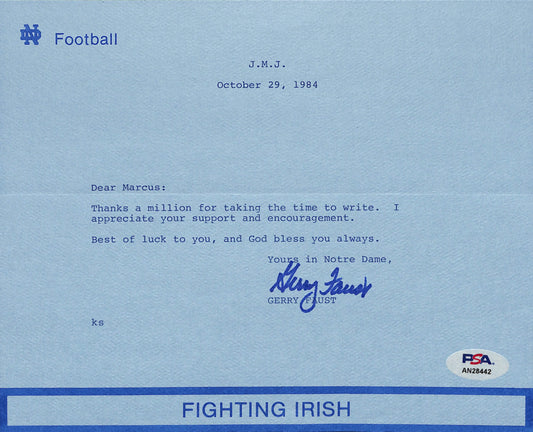 ND Football
J.M.J.
October 29, 1984
Dear Marcus:
Thanks a million for taking the time to write. I
appreciate your support and encouragement.
Best of luck to you, and God bless you always.
Yours in Notre Dame,
Gerry Faust
GERRY FAUST
ks
PSA
AN28442
FIGHTING IRISH